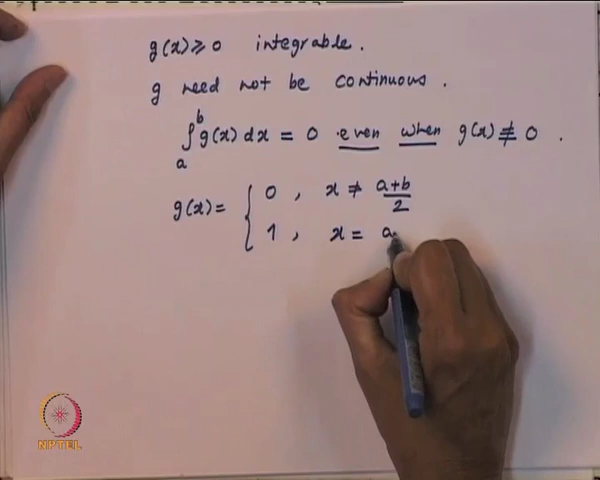 g(x) ⩾ 0 integrable.
g need not be continuous.
∫_a^b g(x) dx = 0 even when g(x) ≢ 0.
g(x) = { 0, x ≠ (a+b)/2
1, x = a
NPTEL